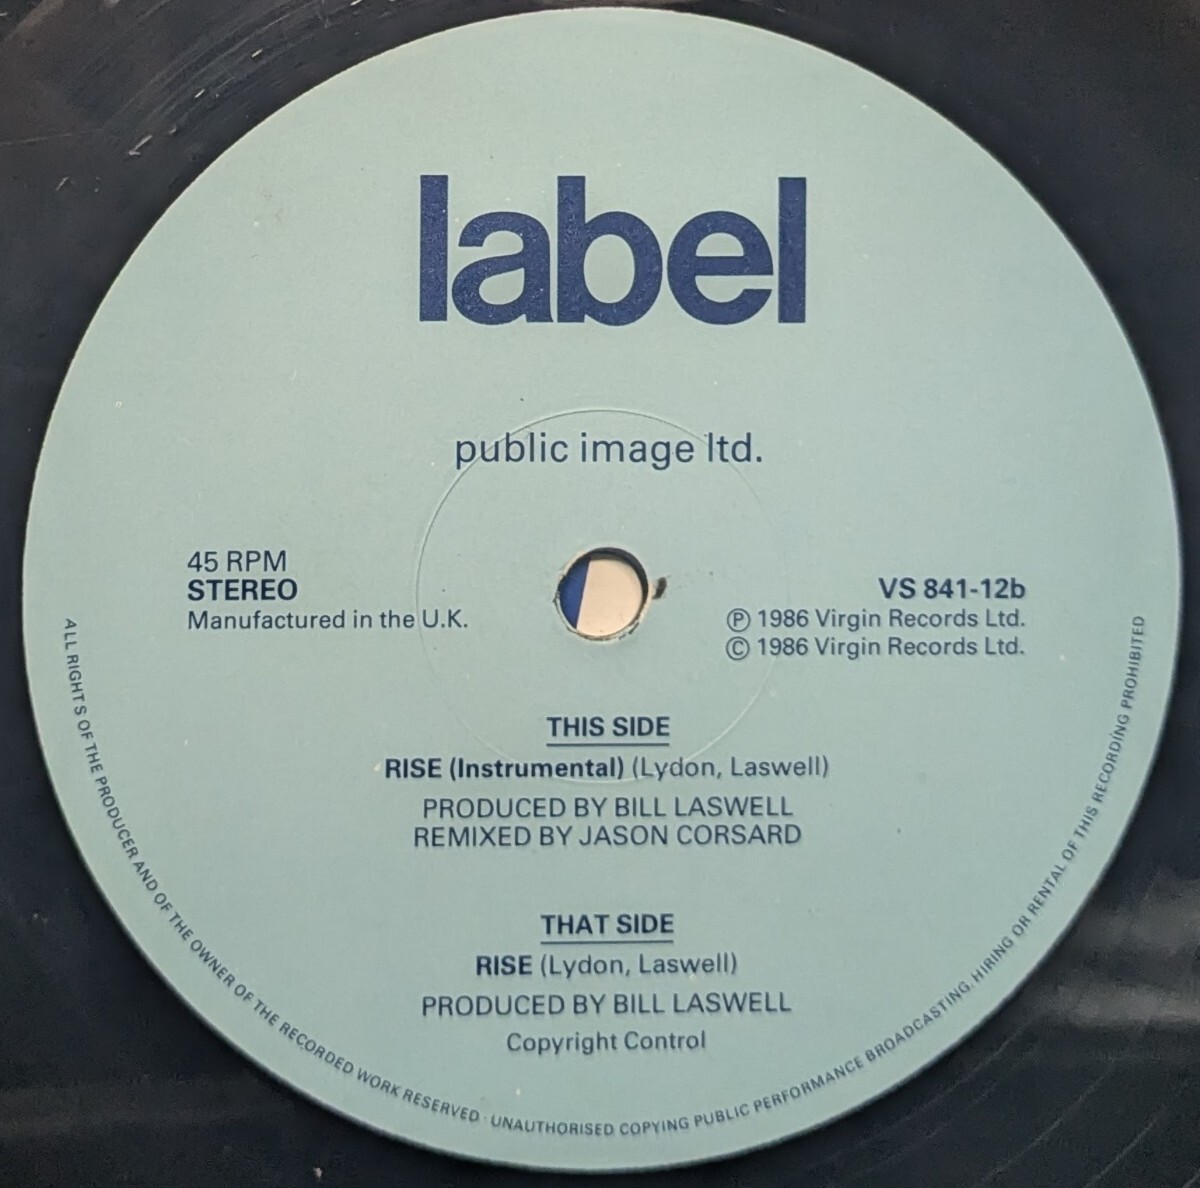 label
public image ltd.
45 RPM
STEREO
Manufactured in the U.K.
VS 841-12b
Ⓟ 1986 Virgin Records Ltd.
© 1986 Virgin Records Ltd.
THIS SIDE
RISE (Instrumental) (Lydon, Laswell)
PRODUCED BY BILL LASWELL
REMIXED BY JASON CORSARD
THAT SIDE
RISE (Lydon, Laswell)
PRODUCED BY BILL LASWELL
Copyright Control
ALL RIGHTS OF THE PRODUCER AND OF THE OWNER OF THE RECORDED WORK RESERVED · UNAUTHORISED COPYING PUBLIC PERFORMANCE BROADCASTING, HIRING OR RENTAL OF THIS RECORDING PROHIBITED